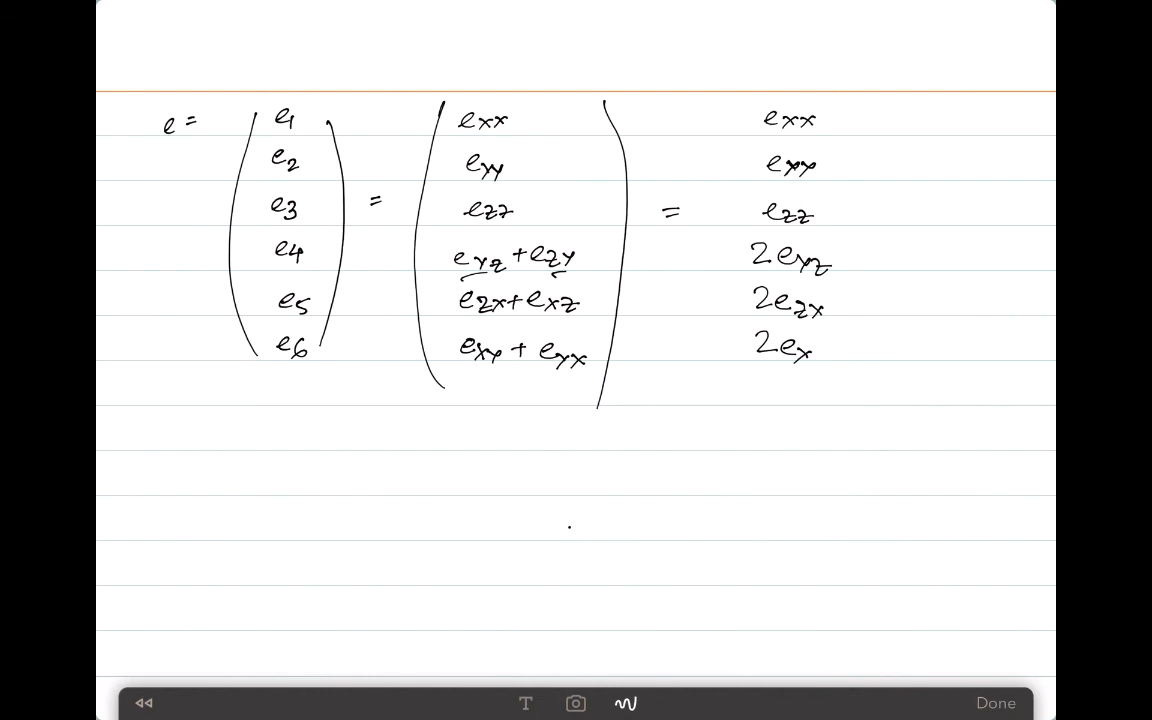 e = ( e1 = ( exx = exx
e2 eyy eyy
e3 ezz ezz
e4 eyz + ezy 2eyz
e5 ezx + exz 2ezx
e6 ) exy + eyx ) 2ex
T Done